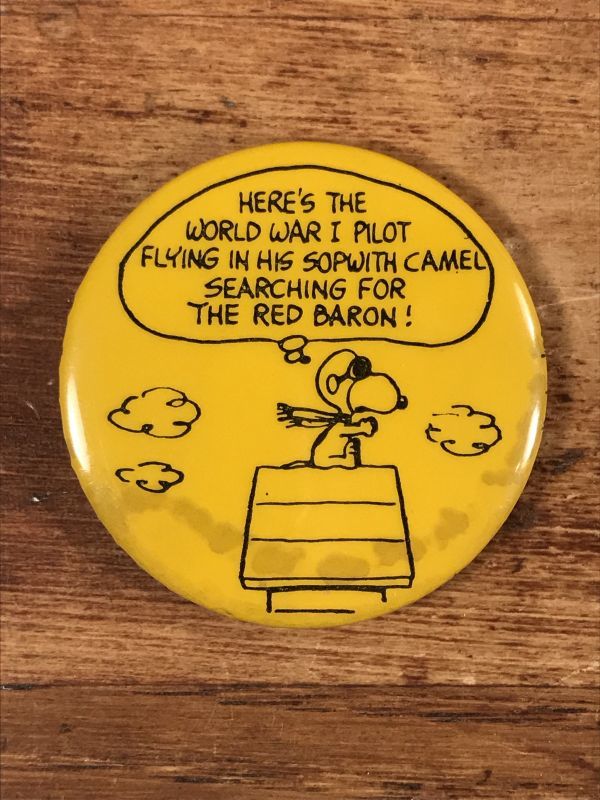 HERE'S THE
WORLD WAR I PILOT
FLYING IN HIS SOPWITH CAMEL
SEARCHING FOR
THE RED BARON!